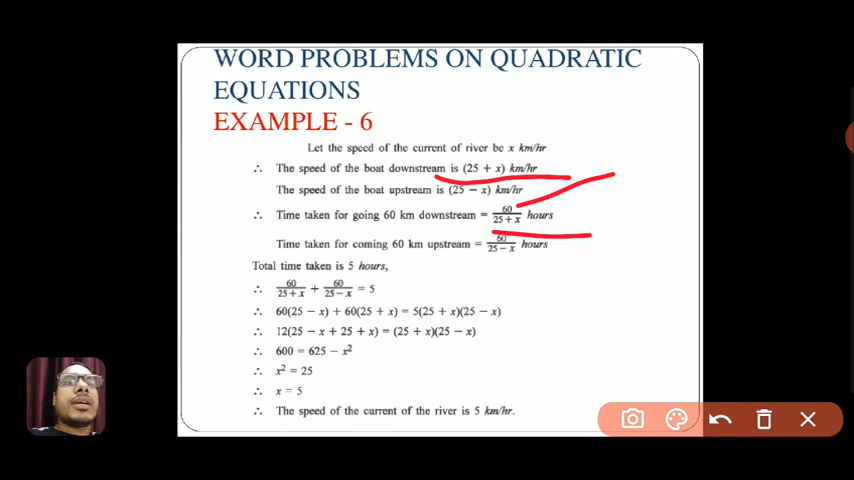 WORD PROBLEMS ON QUADRATIC
EQUATIONS
EXAMPLE - 6
Let the speed of the current of river be x km/hr
∴ The speed of the boat downstream is (25 + x) km/hr
The speed of the boat upstream is (25 − x) km/hr
∴ Time taken for going 60 km downstream = 60/(25 + x) hours
Time taken for coming 60 km upstream = 60/(25 − x) hours
Total time taken is 5 hours,
∴ 60/(25 + x) + 60/(25 − x) = 5
∴ 60(25 − x) + 60(25 + x) = 5(25 + x)(25 − x)
∴ 12(25 − x + 25 + x) = (25 + x)(25 − x)
∴ 600 = 625 − x²
∴ x² = 25
∴ x = 5
∴ The speed of the current of the river is 5 km/hr.